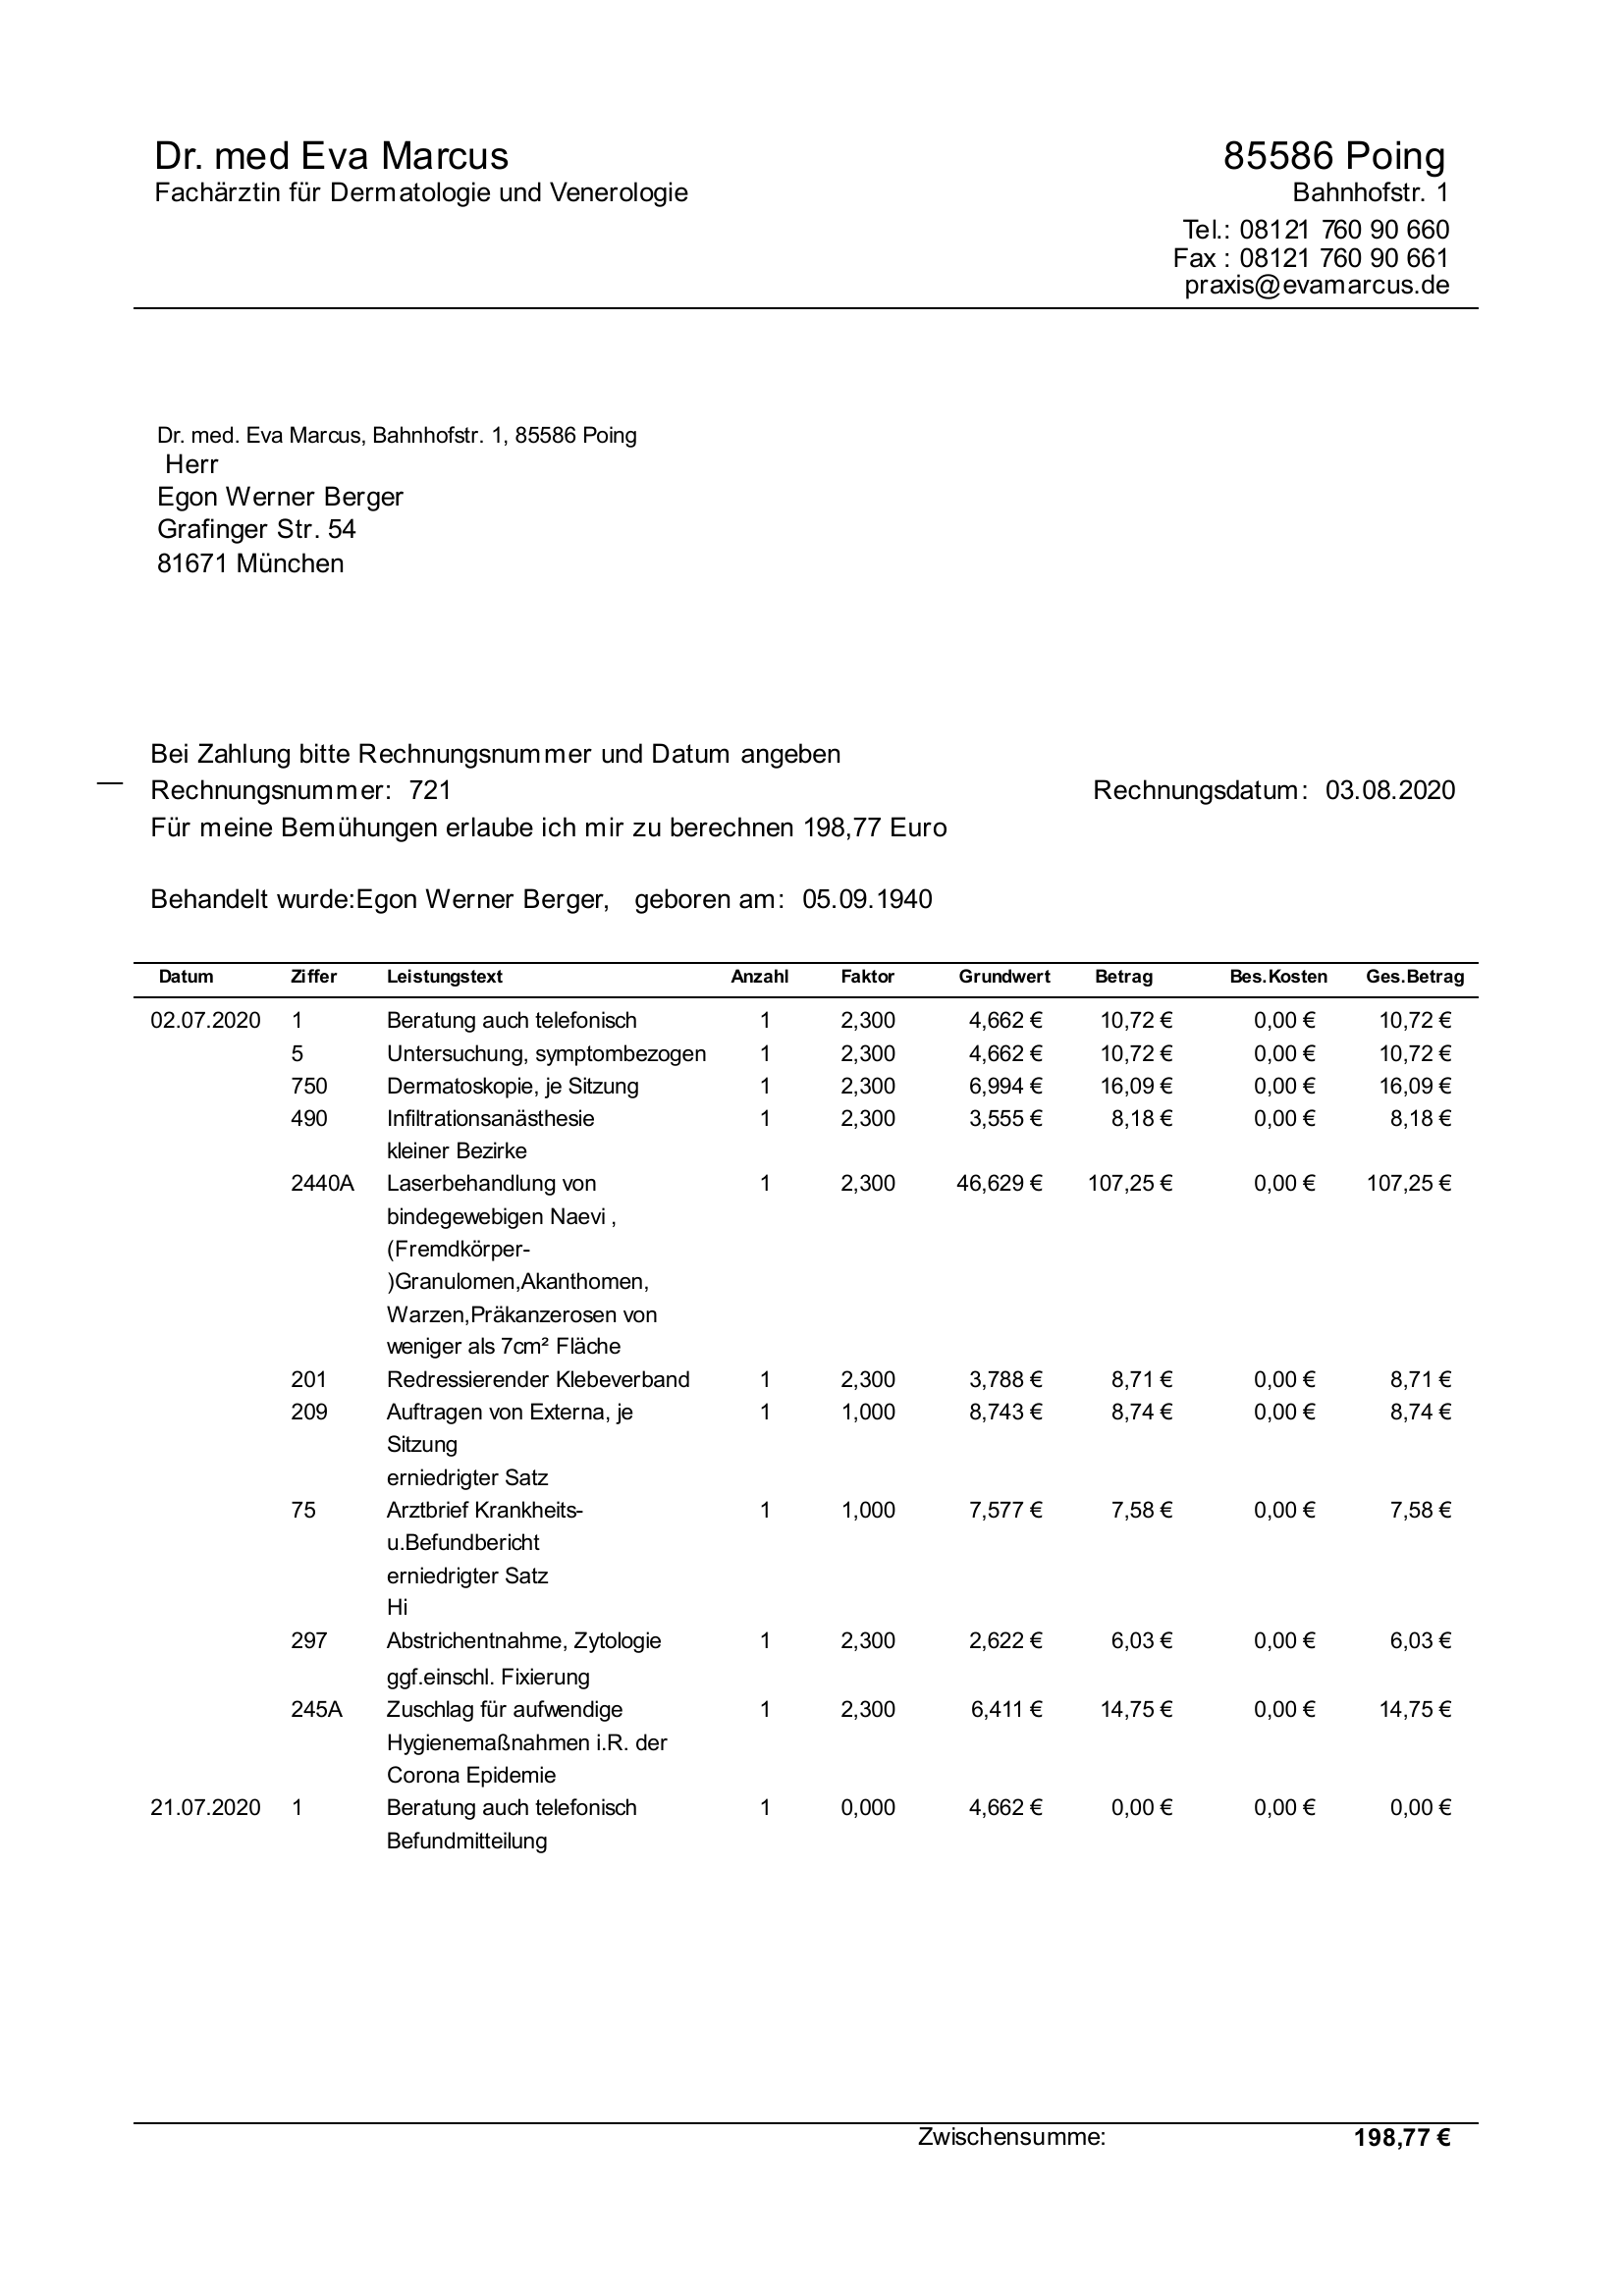 Dr. med Eva Marcus 85586 Poing
Fachärztin für Dermatologie und Venerologie Bahnhofstr. 1
Tel.: 08121 760 90 660
Fax : 08121 760 90 661
praxis@evamarcus.de
Dr. med. Eva Marcus, Bahnhofstr. 1, 85586 Poing
Herr
Egon Werner Berger
Grafinger Str. 54
81671 München
Bei Zahlung bitte Rechnungsnummer und Datum angeben
Rechnungsnummer: 721 Rechnungsdatum: 03.08.2020
Für meine Bemühungen erlaube ich mir zu berechnen 198,77 Euro
Behandelt wurde:Egon Werner Berger, geboren am: 05.09.1940
Datum Ziffer Leistungstext Anzahl Faktor Grundwert Betrag Bes.Kosten Ges.Betrag
02.07.2020 1 Beratung auch telefonisch 1 2,300 4,662 € 10,72 € 0,00 € 10,72 €
5 Untersuchung, symptombezogen 1 2,300 4,662 € 10,72 € 0,00 € 10,72 €
750 Dermatoskopie, je Sitzung 1 2,300 6,994 € 16,09 € 0,00 € 16,09 €
490 Infiltrationsanästhesie 1 2,300 3,555 € 8,18 € 0,00 € 8,18 €
kleiner Bezirke
2440A Laserbehandlung von 1 2,300 46,629 € 107,25 € 0,00 € 107,25 €
bindegewebigen Naevi ,
(Fremdkörper-
)Granulomen,Akanthomen,
Warzen,Präkanzerosen von
weniger als 7cm² Fläche
201 Redressierender Klebeverband 1 2,300 3,788 € 8,71 € 0,00 € 8,71 €
209 Auftragen von Externa, je 1 1,000 8,743 € 8,74 € 0,00 € 8,74 €
Sitzung
erniedrigter Satz
75 Arztbrief Krankheits- 1 1,000 7,577 € 7,58 € 0,00 € 7,58 €
u.Befundbericht
erniedrigter Satz
Hi
297 Abstrichentnahme, Zytologie 1 2,300 2,622 € 6,03 € 0,00 € 6,03 €
ggf.einschl. Fixierung
245A Zuschlag für aufwendige 1 2,300 6,411 € 14,75 € 0,00 € 14,75 €
Hygienemaßnahmen i.R. der
Corona Epidemie
21.07.2020 1 Beratung auch telefonisch 1 0,000 4,662 € 0,00 € 0,00 € 0,00 €
Befundmitteilung
Zwischensumme: 198,77 €